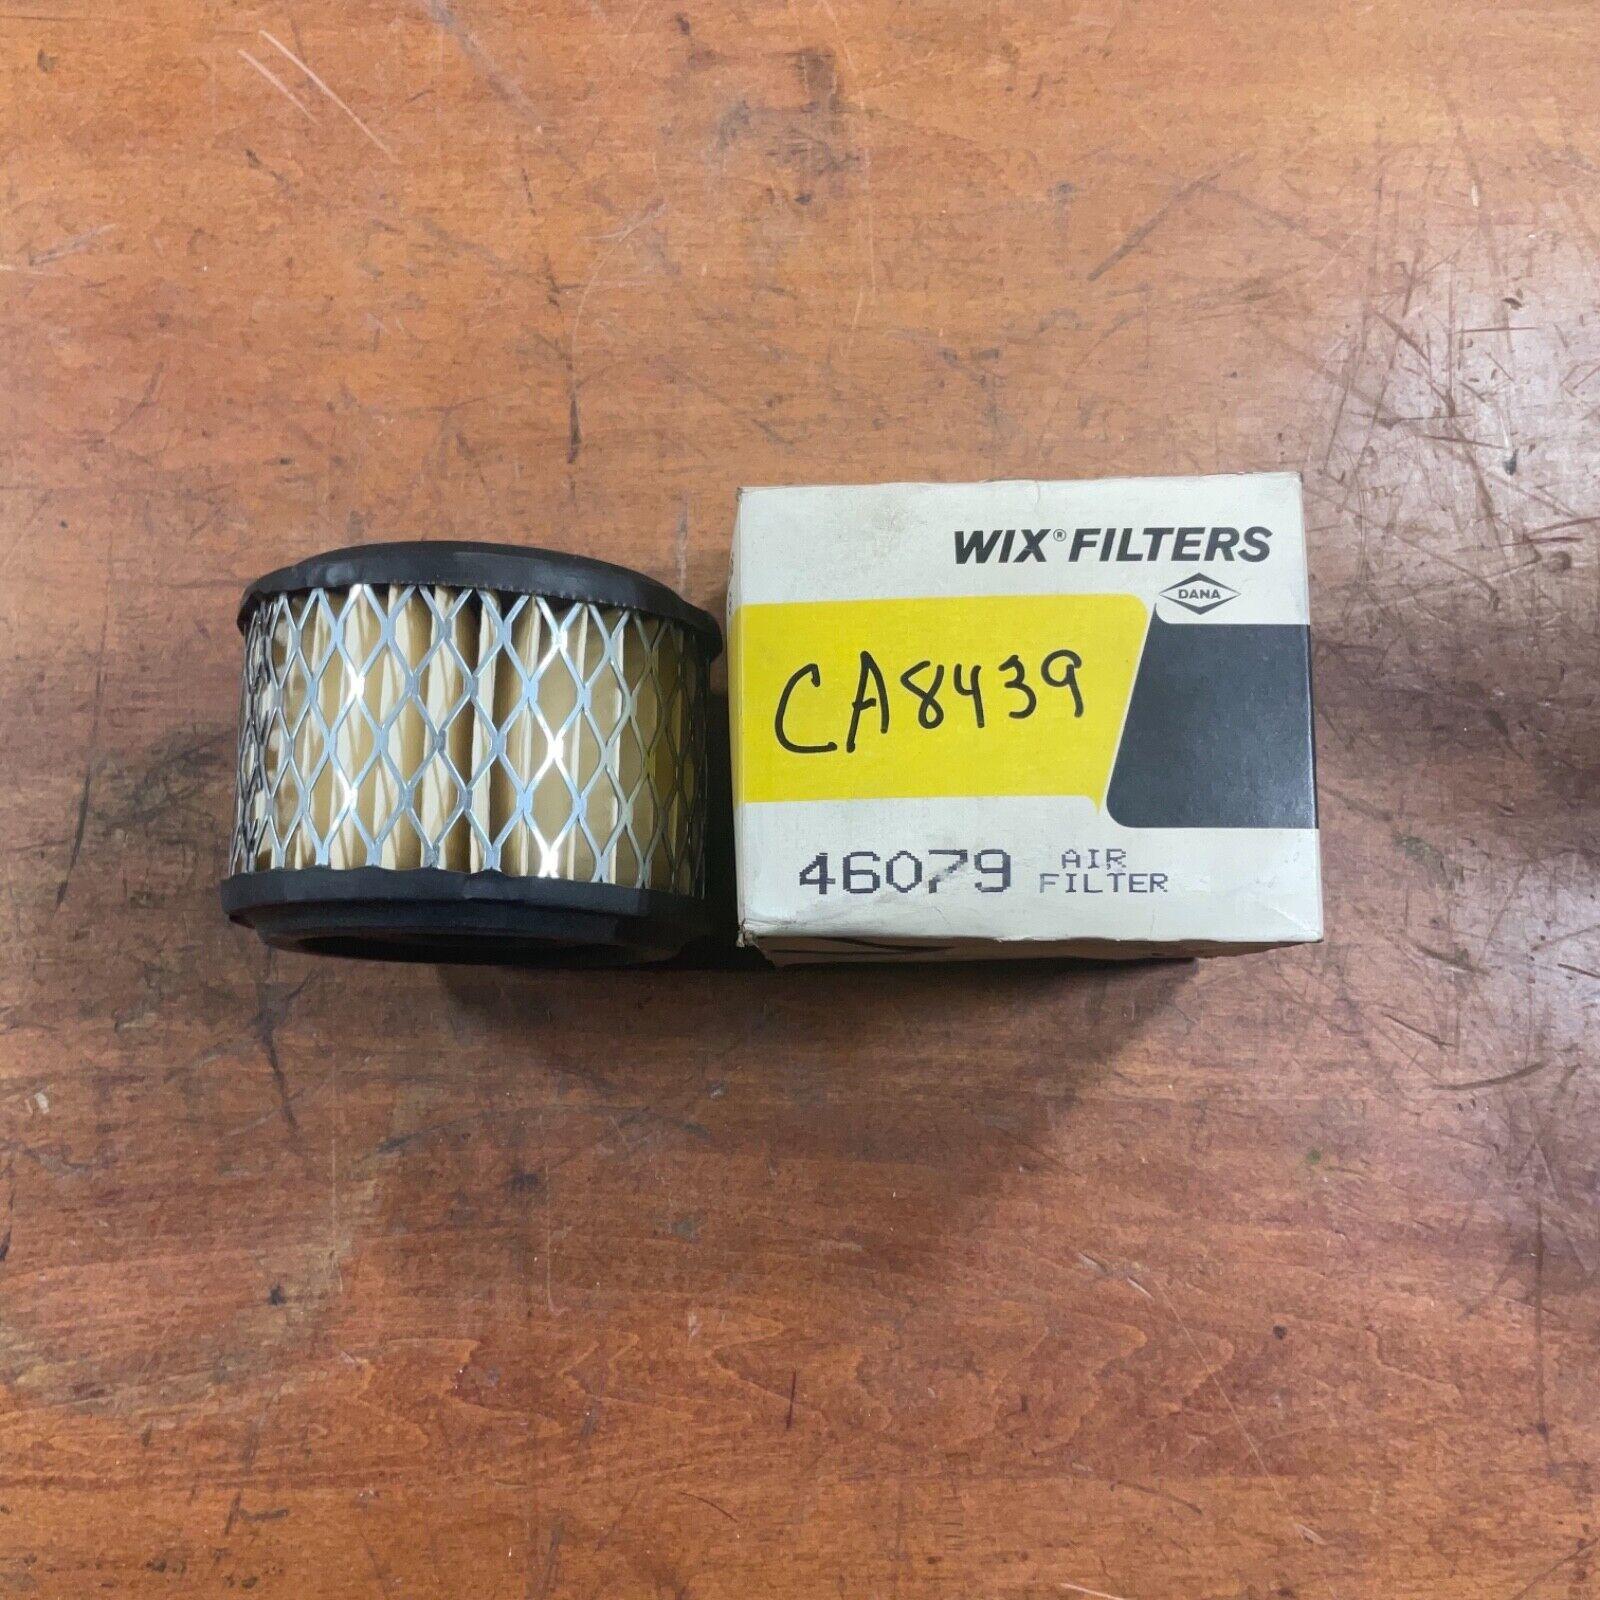 WIX® FILTERS
DANA
CA8439
46079 AIR
FILTER